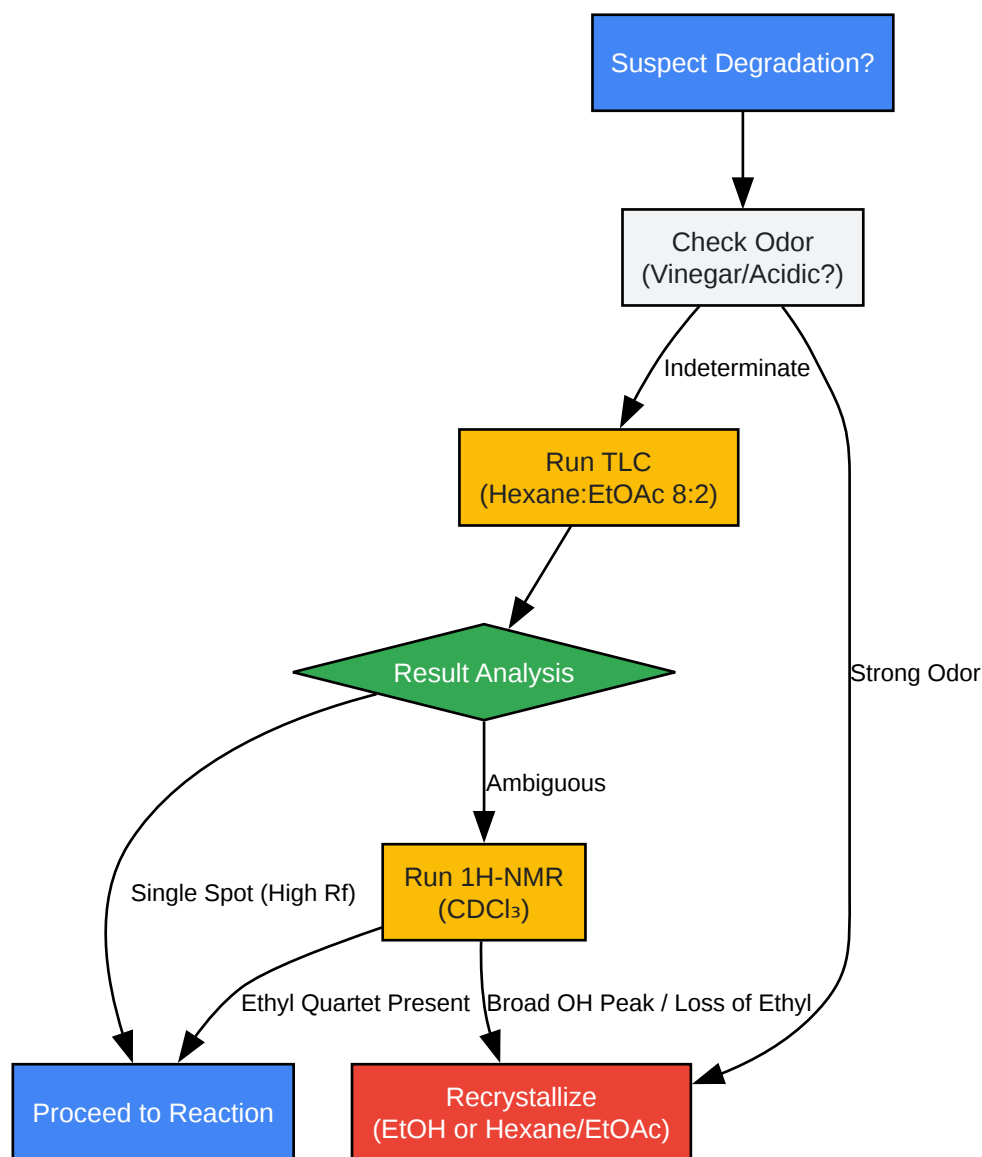 Suspect Degradation?
Check Odor
(Vinegar/Acidic?)
Indeterminate
Run TLC
(Hexane:EtOAc 8:2)
Result Analysis
Strong Odor
Ambiguous
Run 1H-NMR
(CDCl₃)
Single Spot (High Rf)
Ethyl Quartet Present
Broad OH Peak / Loss of Ethyl
Proceed to Reaction
Recrystallize
(EtOH or Hexane/EtOAc)